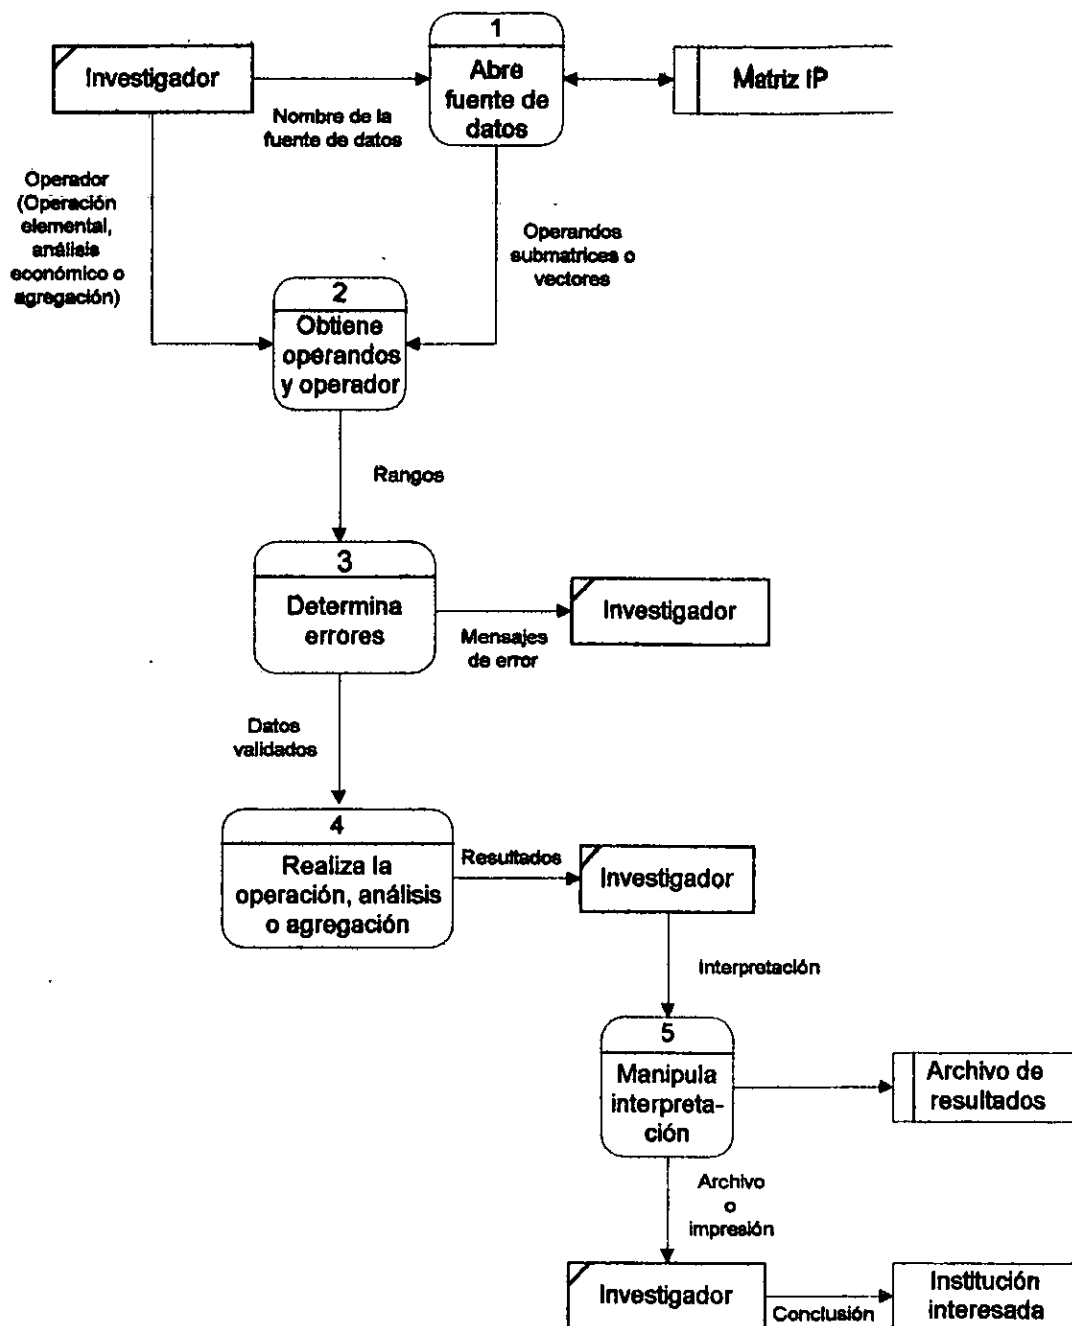 1
Investigador
Abre
fuente de
datos
Matriz IP
Nombre de la
fuente de datos
Operador
(Operación
elemental,
análisis
económico o
agregación)
Operandos
submatrices o
vectores
2
Obtiene
operandos
y operador
Rangos
3
Determina
errores
Mensajes
de error
Investigador
Datos
validados
4
Realiza la
operación, análisis
o agregación
Resultados
Investigador
Interpretación
5
Manipula
interpreta-
ción
Archivo de
resultados
Archivo
o
impresión
Investigador
Conclusión
Institución
interesada